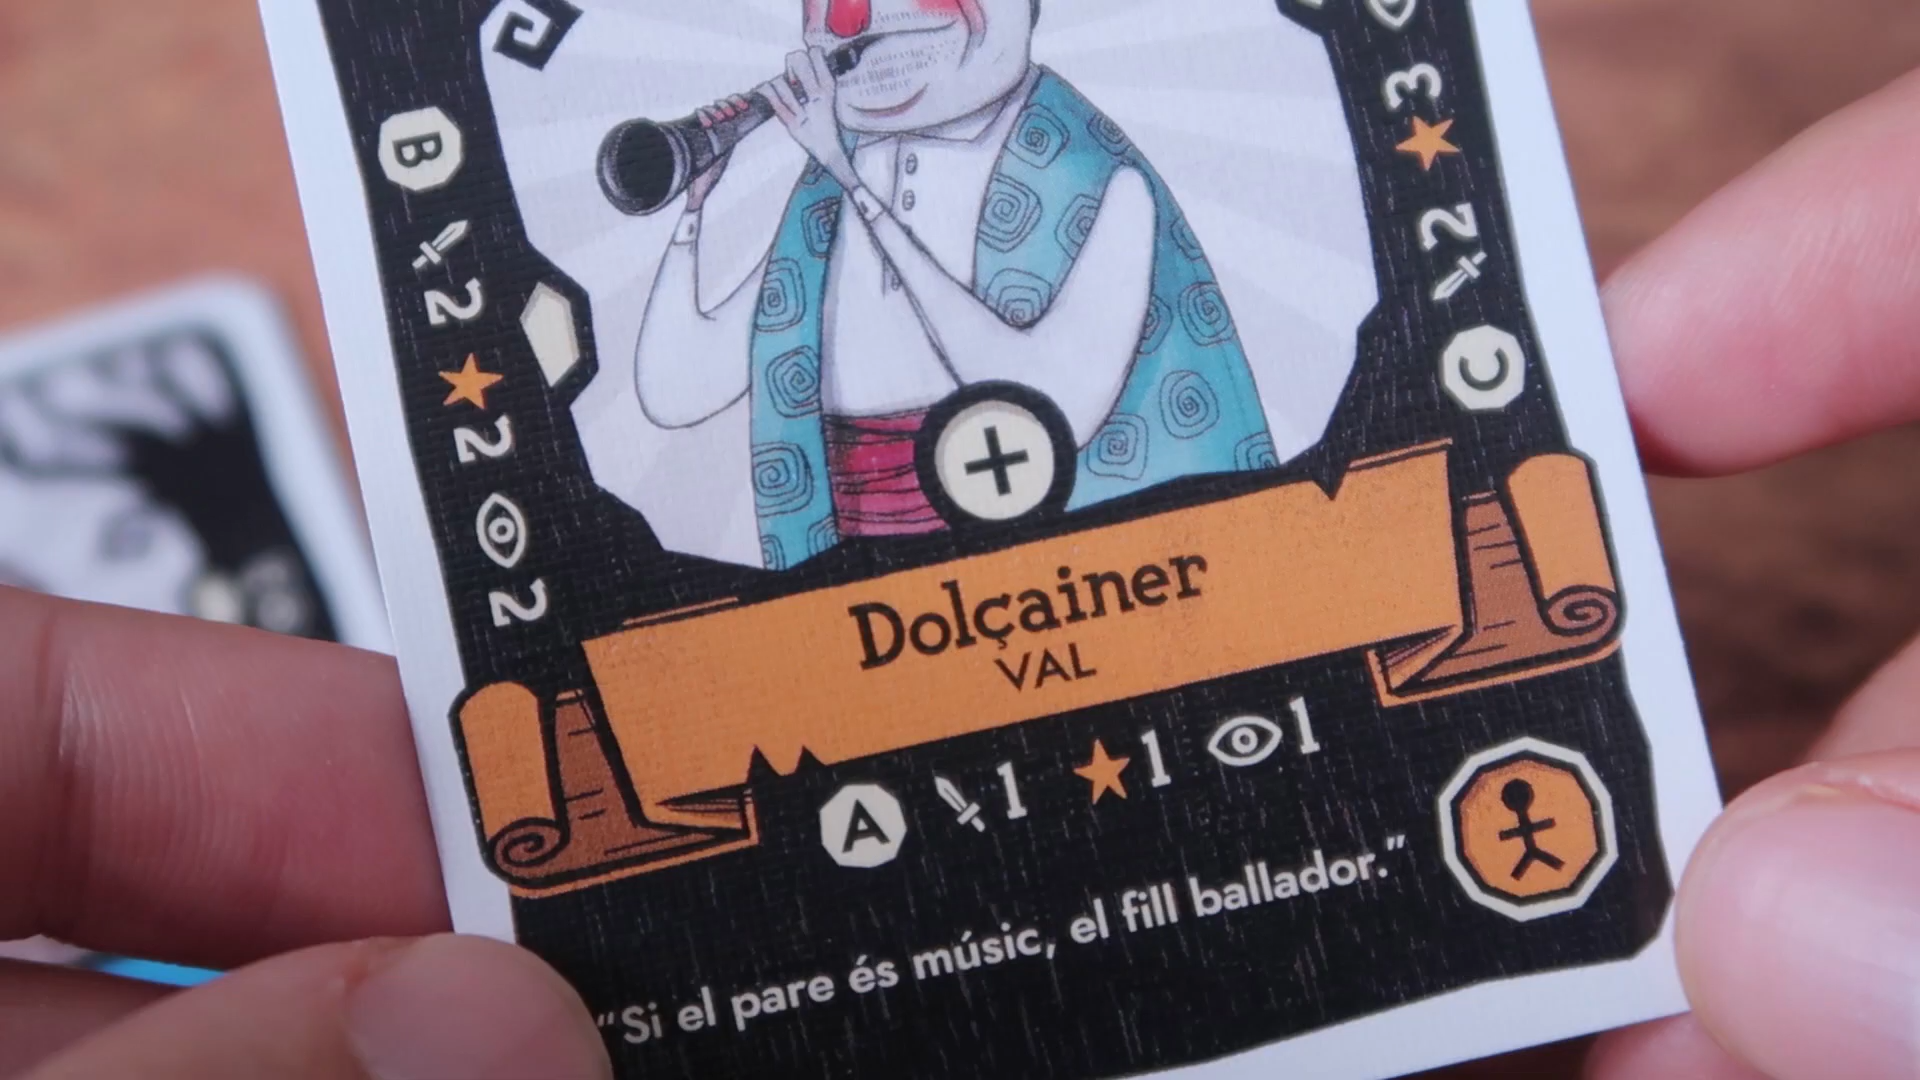 B 2 ★ 2 2
3 ★ 2 C
+
Dolçainer
VAL
A 1 ★ 1 1
“Si el pare és músic, el fill ballador.”